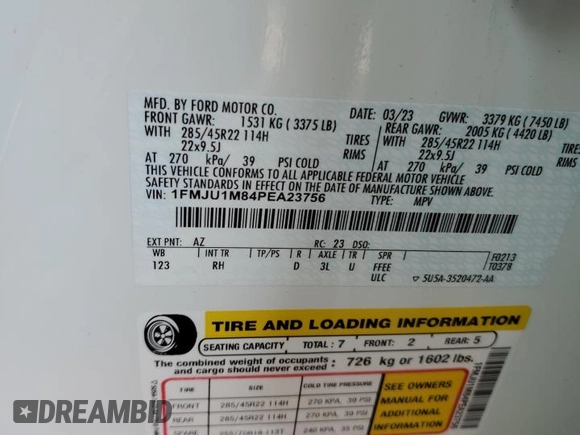 MFD. BY FORD MOTOR CO.
03/23 GVWR: 3379 KG ( 7450 LB)
FRONT GAWR: 1531 KG ( 3375 LB) REAR GAWR: 2005 KG ( 4420 LB)
WITH 285/45R22 114H TIRES WITH 285/45R22 114H TIRES
22x9.5J RIMS 22x9.5J RIMS
AT 270 kPa/ 39 PSI COLD AT 270 kPa/ 39 PSI COLD
THIS VEHICLE CONFORMS TO ALL APPLICABLE FEDERAL MOTOR VEHICLE
SAFETY STANDARDS IN EFFECT ON THE DATE OF MANUFACTURE SHOWN ABOVE.
VIN: 1FMJU1M84PEA23756 TYPE: MPV
EXT PNT: AZ RC: 23 DSO:
WB INT TR TP/PS R AXLE TR SPR F0213
123 RH D 3L U FFEE T0378
ULC 5U5A-3520472-AA
TIRE AND LOADING INFORMATION
SEATING CAPACITY TOTAL: 7 FRONT: 2 REAR: 5
The combined weight of occupants and cargo should never exceed: 726 kg or 1602 lbs.
TIRE SIZE COLD TIRE PRESSURE
FRONT 285/45R22 114H 270 KPA, 39 PSI
REAR 285/45R22 114H 270 KPA, 39 PSI
SPARE
SEE OWNERS
MANUAL FOR
ADDITIONAL
INFORMATION
DREAMBID